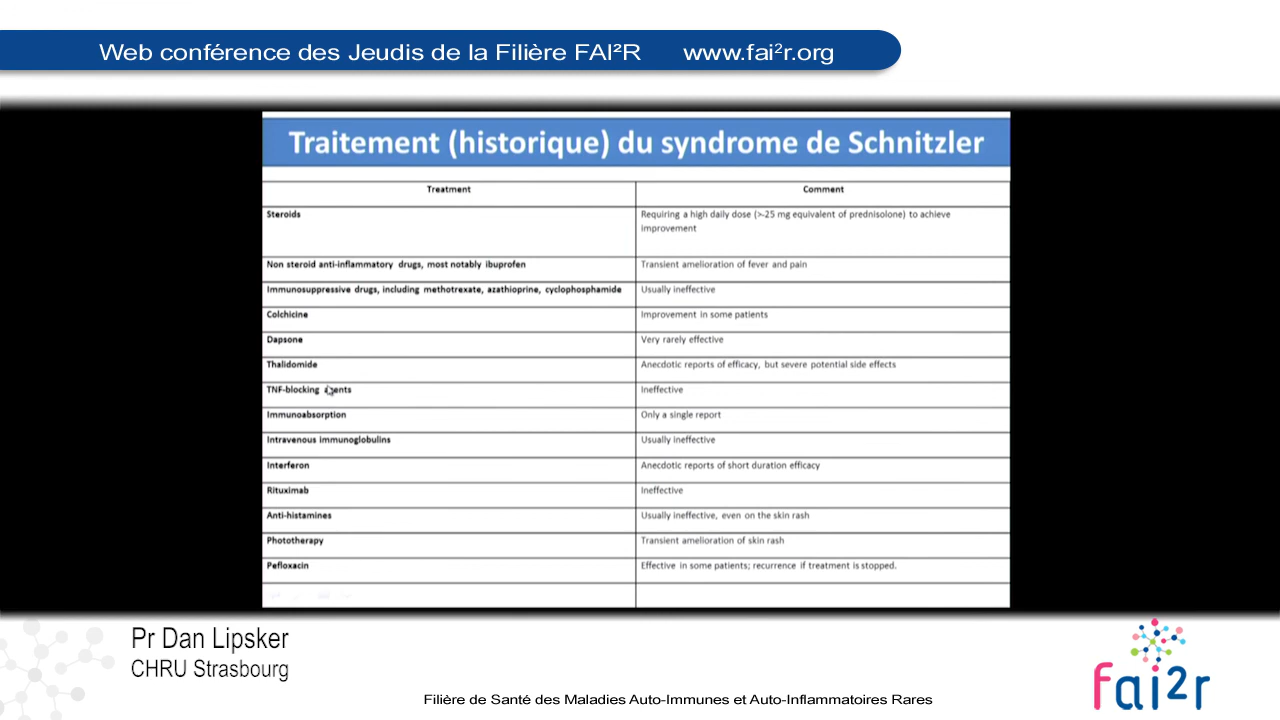 Web conférence des Jeudis de la Filière FAI²R www.fai²r.org
Traitement (historique) du syndrome de Schnitzler
Treatment Comment
Steroids Requiring a high daily dose (>-25 mg equivalent of prednisolone) to achieve
improvement
Non steroid anti-inflammatory drugs, most notably ibuprofen Transient amelioration of fever and pain
Immunosuppressive drugs, including methotrexate, azathioprine, cyclophosphamide Usually ineffective
Colchicine Improvement in some patients
Dapsone Very rarely effective
Thalidomide Anecdotic reports of efficacy, but severe potential side effects
TNF-blocking agents Ineffective
Immunoabsorption Only a single report
Intravenous immunoglobulins Usually ineffective
Interferon Anecdotic reports of short duration efficacy
Rituximab Ineffective
Anti-histamines Usually ineffective, even on the skin rash
Phototherapy Transient amelioration of skin rash
Pefloxacin Effective in some patients; recurrence if treatment is stopped.
Pr Dan Lipsker
CHRU Strasbourg
fai2r
Filière de Santé des Maladies Auto-Immunes et Auto-Inflammatoires Rares